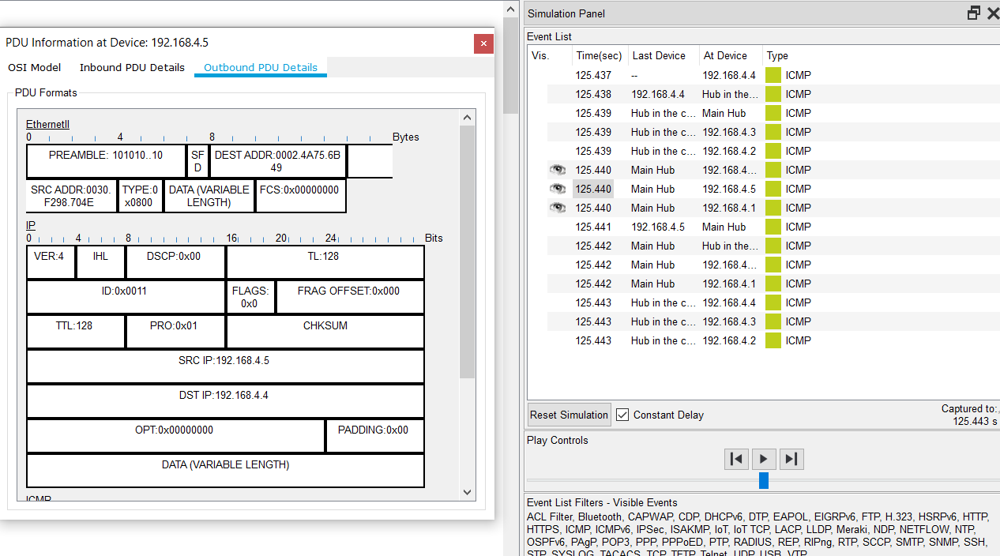 PDU Information at Device: 192.168.4.5
OSI Model Inbound PDU Details Outbound PDU Details
PDU Formats
EthernetII
0 4 8 Bytes
PREAMBLE: 101010..10 SF D DEST ADDR:0002.4A75.6B 49
SRC ADDR:0030. F298.704E TYPE:0 x0800 DATA (VARIABLE LENGTH) FCS:0x00000000
IP
0 4 8 16 20 24 Bits
VER:4 IHL DSCP:0x00 TL:128
ID:0x0011 FLAGS: 0x0 FRAG OFFSET:0x000
TTL:128 PRO:0x01 CHKSUM
SRC IP:192.168.4.5
DST IP:192.168.4.4
OPT:0x00000000 PADDING:0x00
DATA (VARIABLE LENGTH)
ICMP
Simulation Panel
Event List
Vis. Time(sec) Last Device At Device Type
125.437 -- 192.168.4.4 ICMP
125.438 192.168.4.4 Hub in the... ICMP
125.439 Hub in the c... Main Hub ICMP
125.439 Hub in the c... 192.168.4.3 ICMP
125.439 Hub in the c... 192.168.4.2 ICMP
125.440 Main Hub 192.168.4... ICMP
125.440 Main Hub 192.168.4.5 ICMP
125.440 Main Hub 192.168.4.1 ICMP
125.441 192.168.4.5 Main Hub ICMP
125.442 Main Hub Hub in the... ICMP
125.442 Main Hub 192.168.4... ICMP
125.442 Main Hub 192.168.4.1 ICMP
125.443 Hub in the c... 192.168.4.4 ICMP
125.443 Hub in the c... 192.168.4.3 ICMP
125.443 Hub in the c... 192.168.4.2 ICMP
Reset Simulation Constant Delay Captured to:
125.443 s
Play Controls
Event List Filters - Visible Events
ACL Filter, Bluetooth, CAPWAP, CDP, DHCPv6, DTP, EAPOL, EIGRPv6, FTP, H.323, HSRPv6, HTTP,
HTTPS, ICMP, ICMPv6, IPSec, ISAKMP, IoT, IoT TCP, LACP, LLDP, Meraki, NDP, NETFLOW, NTP,
OSPFv6, PAgP, POP3, PPP, PPPoED, PTP, RADIUS, REP, RIPng, RTP, SCCP, SMTP, SNMP, SSH,
STP, SYSLOG, TACACS, TCP, TFTP, Telnet, UDP, USB, VTP